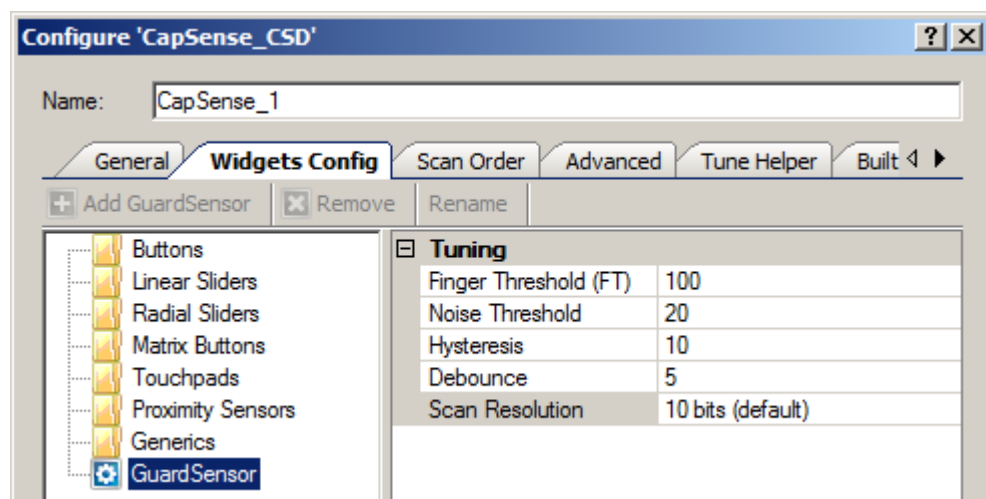 Configure 'CapSense_CSD'
Name: CapSense_1
General Widgets Config Scan Order Advanced Tune Helper Built
Add GuardSensor Remove Rename
Buttons
Linear Sliders
Radial Sliders
Matrix Buttons
Touchpads
Proximity Sensors
Generics
GuardSensor
Tuning
Finger Threshold (FT) 100
Noise Threshold 20
Hysteresis 10
Debounce 5
Scan Resolution 10 bits (default)